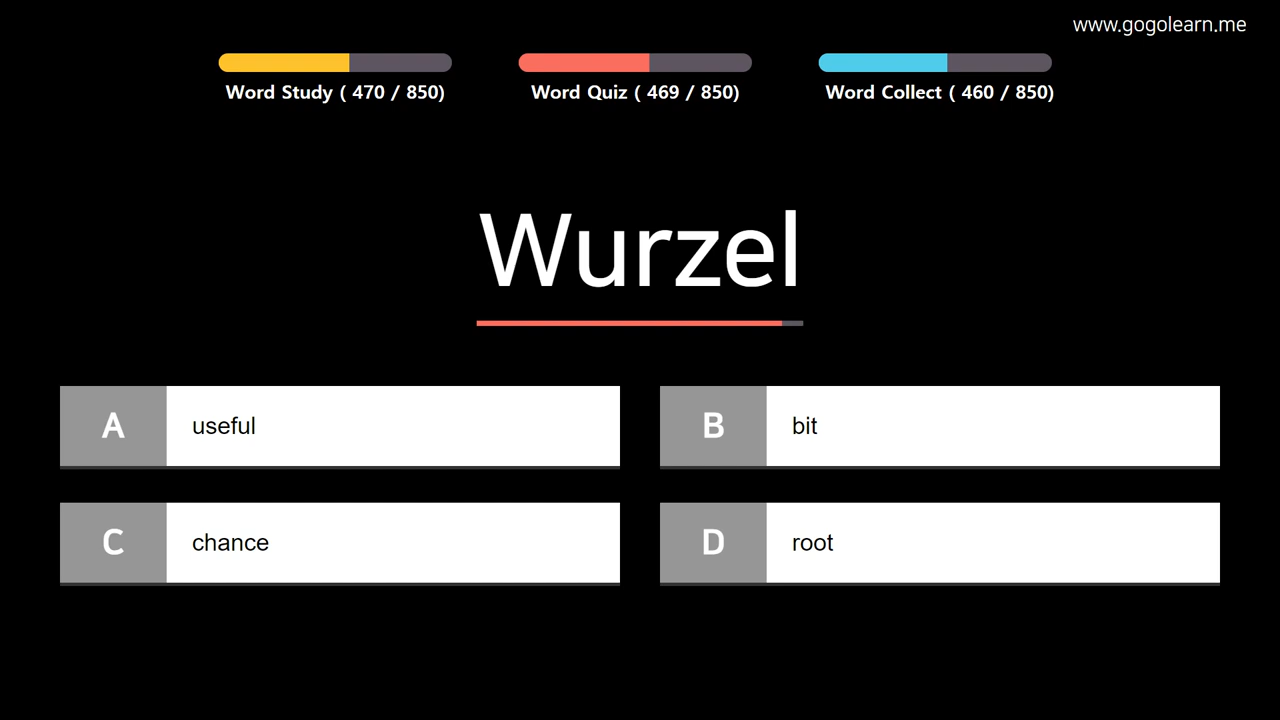 www.gogolearn.me
Word Study ( 470 / 850)
Word Quiz ( 469 / 850)
Word Collect ( 460 / 850)
Wurzel
A useful
B bit
C chance
D root